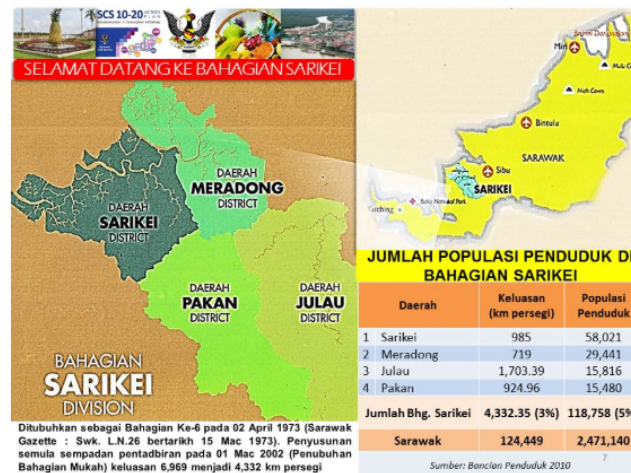 SCS 10-20 ACTION PLAN
SELAMAT DATANG KE BAHAGIAN SARIKEI
DAERAH
MERADONG
DISTRICT
DAERAH
SARIKEI
DISTRICT
DAERAH
PAKAN
DISTRICT
DAERAH
JULAU
DISTRICT
BAHAGIAN
SARIKEI
DIVISION
Ditubuhkan sebagai Bahagian Ke-6 pada 02 April 1973 (Sarawak
Gazette : Swk. L.N.26 bertarikh 15 Mac 1973). Penyusunan
semula sempadan pentadbiran pada 01 Mac 2002 (Penubuhan
Bahagian Mukah) keluasan 6,969 menjadi 4,332 km persegi
Miri
Bintulu
SARAWAK
Sibu
SARIKEI
Kuching
JUMLAH POPULASI PENDUDUK DI
BAHAGIAN SARIKEI
Daerah Keluasan (km persegi) Populasi Penduduk
1 Sarikei 985 58,021
2 Meradong 719 29,441
3 Julau 1,703.39 15,816
4 Pakan 924.96 15,480
Jumlah Bhg. Sarikei 4,332.35 (3%) 118,758 (5%
Sarawak 124,449 2,471,140
Sumber: Bancian Penduduk 2010
7